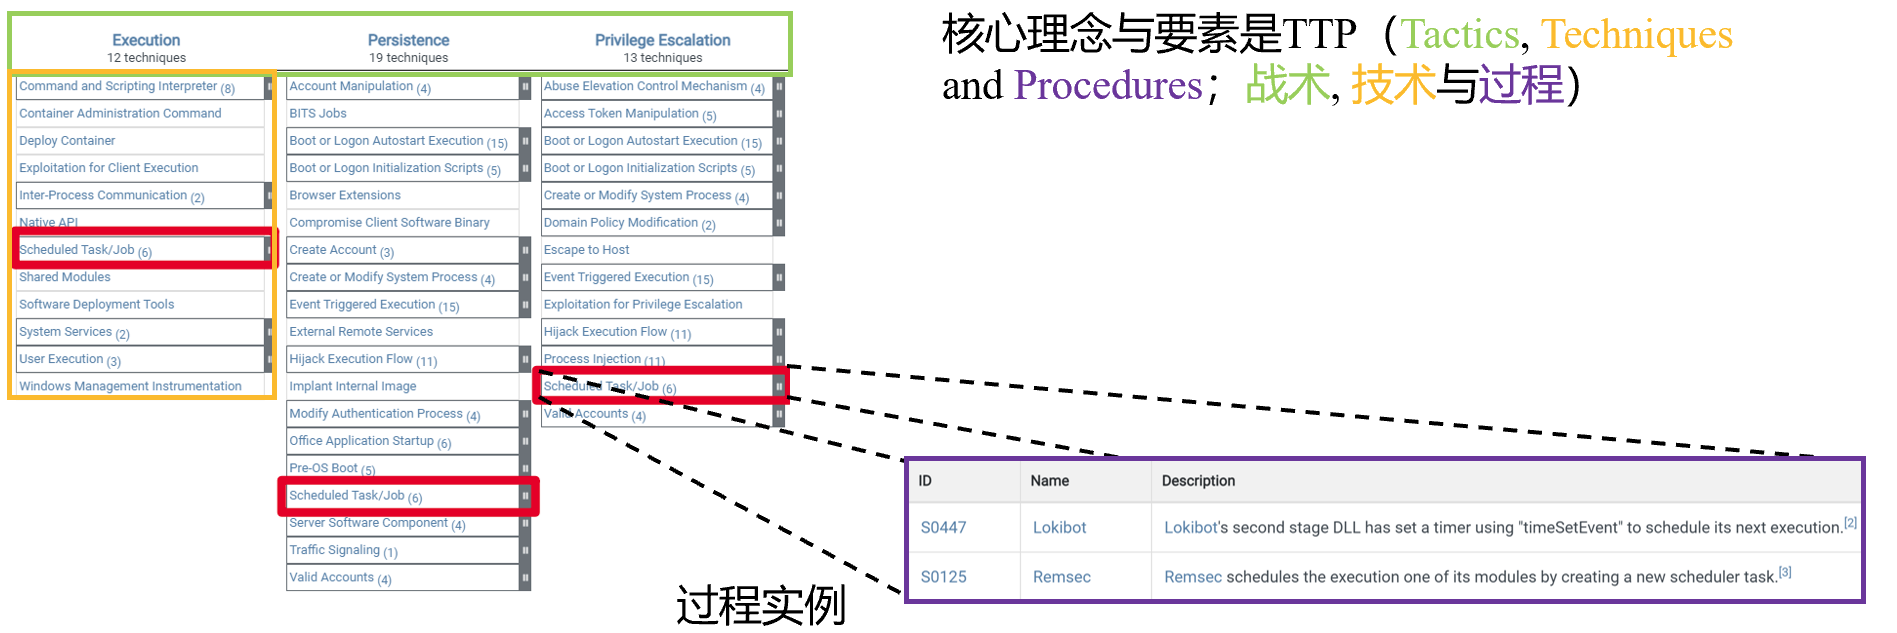 核心理念与要素是TTP（Tactics, Techniques
and Procedures；战术, 技术与过程）
Execution
12 techniques
Command and Scripting Interpreter (8)
Container Administration Command
Deploy Container
Exploitation for Client Execution
Inter-Process Communication (2)
Native API
Scheduled Task/Job (6)
Shared Modules
Software Deployment Tools
System Services (2)
User Execution (3)
Windows Management Instrumentation
Persistence
19 techniques
Account Manipulation (4)
BITS Jobs
Boot or Logon Autostart Execution (15)
Boot or Logon Initialization Scripts (5)
Browser Extensions
Compromise Client Software Binary
Create Account (3)
Create or Modify System Process (4)
Event Triggered Execution (15)
External Remote Services
Hijack Execution Flow (11)
Implant Internal Image
Modify Authentication Process (4)
Office Application Startup (6)
Pre-OS Boot (5)
Scheduled Task/Job (6)
Server Software Component (4)
Traffic Signaling (1)
Valid Accounts (4)
Privilege Escalation
13 techniques
Abuse Elevation Control Mechanism (4)
Access Token Manipulation (5)
Boot or Logon Autostart Execution (15)
Boot or Logon Initialization Scripts (5)
Create or Modify System Process (4)
Domain Policy Modification (2)
Escape to Host
Event Triggered Execution (15)
Exploitation for Privilege Escalation
Hijack Execution Flow (11)
Process Injection (11)
Scheduled Task/Job (6)
Valid Accounts (4)
ID Name Description
S0447 Lokibot Lokibot's second stage DLL has set a timer using "timeSetEvent" to schedule its next execution.[2]
S0125 Remsec Remsec schedules the execution one of its modules by creating a new scheduler task.[3]
过程实例